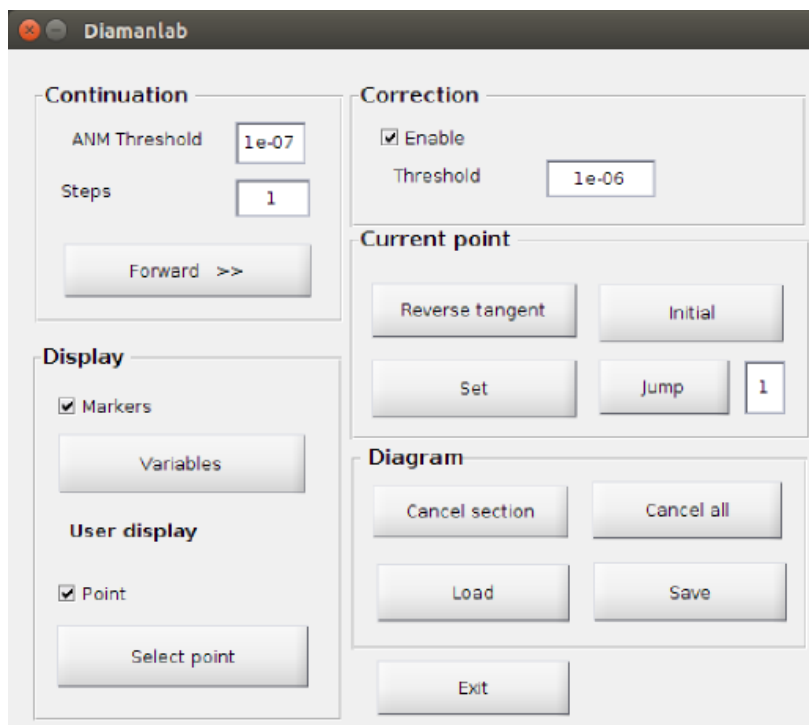 Diamanlab
Continuation
ANM Threshold 1e-07
Steps 1
Forward >>
Correction
Enable
Threshold 1e-06
Current point
Reverse tangent Initial
Set Jump 1
Display
Markers
Variables
User display
Point
Select point
Diagram
Cancel section Cancel all
Load Save
Exit